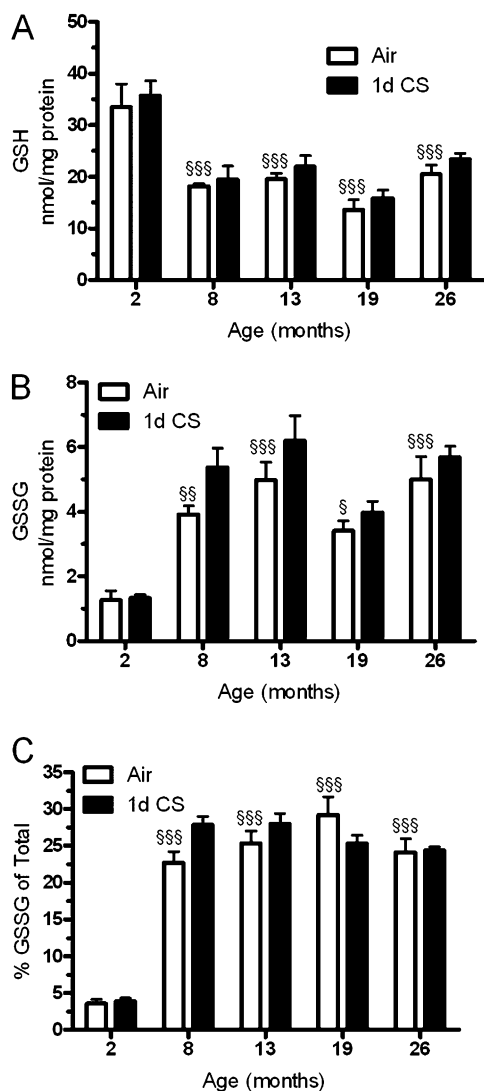 A
50
40
30
20
10
0
GSH
nmol/mg protein
Air
1d CS
§§§
§§§
§§§
§§§
2 8 13 19 26
Age (months)
B
8
6
4
2
0
GSSG
nmol/mg protein
Air
1d CS
§§
§§§
§
§§§
2 8 13 19 26
Age (months)
C
35
30
25
20
15
10
5
0
% GSSG of Total
Air
1d CS
§§§
§§§
§§§
§§§
2 8 13 19 26
Age (months)